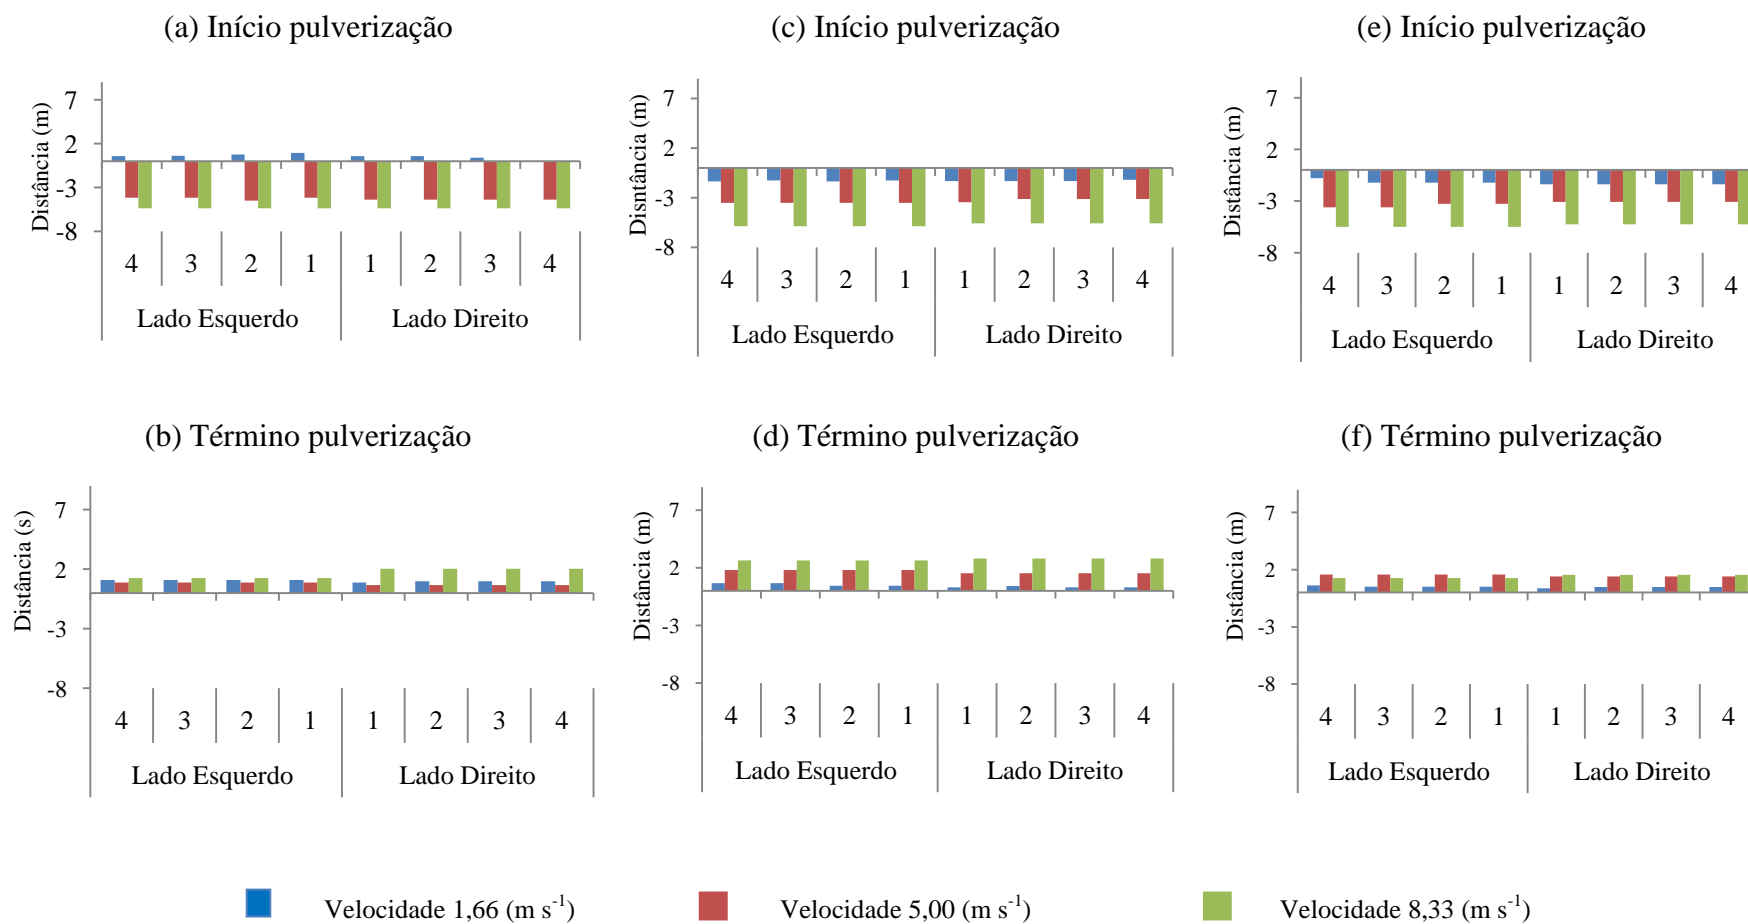 (a) Início pulverização
Distância (m)
7
2
-3
-8
4 3 2 1 1 2 3 4
Lado Esquerdo Lado Direito
(c) Início pulverização
Disntância (m)
7
2
-3
-8
4 3 2 1 1 2 3 4
Lado Esquerdo Lado Direito
(e) Início pulverização
Distância (m)
7
2
-3
-8
4 3 2 1 1 2 3 4
Lado Esquerdo Lado Direito
(b) Término pulverização
Distância (s)
7
2
-3
-8
4 3 2 1 1 2 3 4
Lado Esquerdo Lado Direito
(d) Término pulverização
Distância (m)
7
2
-3
-8
4 3 2 1 1 2 3 4
Lado Esquerdo Lado Direito
(f) Término pulverização
Distância (m)
7
2
-3
-8
4 3 2 1 1 2 3 4
Lado Esquerdo Lado Direito
Velocidade 1,66 (m s⁻¹) Velocidade 5,00 (m s⁻¹) Velocidade 8,33 (m s⁻¹)